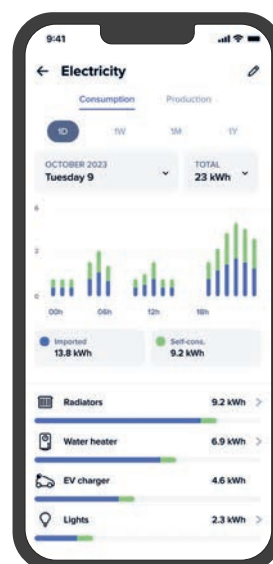 9:41
Electricity
Consumption Production
1D 1W 1M 1Y
OCTOBER 2023 TOTAL
Tuesday 9 23 kWh
6
2
0
00h 06h 12h 18h
Imported Self-cons.
13.8 kWh 9.2 kWh
Radiators 9.2 kWh
Water heater 6.9 kWh
EV charger 4.6 kWh
Lights 2.3 kWh